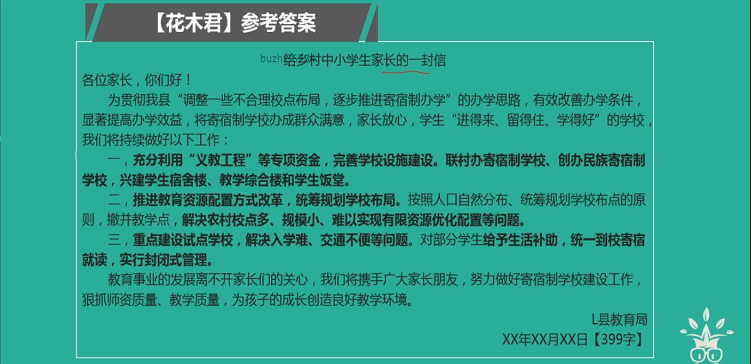 【花木君】参考答案
buzh给乡村中小学生家长的一封信
各位家长，你们好！
为贯彻我县“调整一些不合理校点布局，逐步推进寄宿制办学”的办学思路，有效改善办学条件，
显著提高办学效益，将寄宿制学校办成群众满意，家长放心，学生“进得来、留得住、学得好”的学校，
我们将持续做好以下工作：
一，充分利用“义教工程”等专项资金，完善学校设施建设。联村办寄宿制学校、创办民族寄宿制
学校，兴建学生宿舍楼、教学综合楼和学生饭堂。
二，推进教育资源配置方式改革，统筹规划学校布局。按照人口自然分布、统筹规划学校布点的原
则，撤并教学点，解决农村校点多、规模小、难以实现有限资源优化配置等问题。
三，重点建设试点学校，解决入学难、交通不便等问题。对部分学生给予生活补助，统一到校寄宿
就读，实行封闭式管理。
教育事业的发展离不开家长们的关心，我们将携手广大家长朋友，努力做好寄宿制学校建设工作，
狠抓师资质量、教学质量，为孩子的成长创造良好教学环境。
L县教育局
XX年XX月XX日【399字】